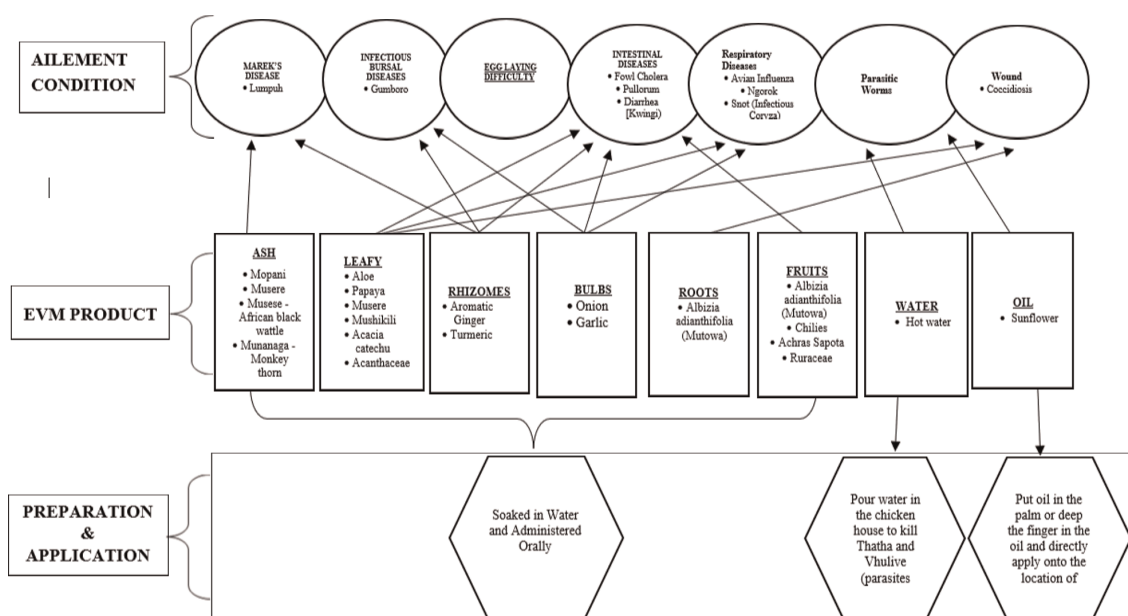 AILEMENT
CONDITION
MAREK'S
DISEASE
• Lumpuh
INFECTIOUS
BURSAL
DISEASES
• Gumboro
EGG LAYING
DIFFICULTY
INTESTINAL
DISEASES
• Fowl Cholera
• Pullorum
• Diarrhea
[Kwingi)
Respiratory
Diseases
• Avian Influenza
• Ngorok
• Snot (Infectious
Corvza)
Parasitic
Worms
Wound
• Coccidiosis
EVM PRODUCT
ASH
• Mopani
• Musere
• Musese -
African black
wattle
• Munanaga -
Monkey
thorn
LEAFY
• Aloe
• Papaya
• Musere
• Mushikili
• Acacia
catechu
• Acanthaceae
RHIZOMES
• Aromatic
Ginger
• Turmeric
BULBS
• Onion
• Garlic
ROOTS
• Albizia
adianthifolia
(Mutowa)
FRUITS
• Albizia
adianthifolia
(Mutowa)
• Chilies
• Achras Sapota
• Ruraceae
WATER
• Hot water
OIL
• Sunflower
PREPARATION
&
APPLICATION
Soaked in Water
and Administered
Orally
Pour water in
the chicken
house to kill
Thatha and
Vhulive
(parasites
Put oil in the
palm or deep
the finger in the
oil and directly
apply onto the
location of